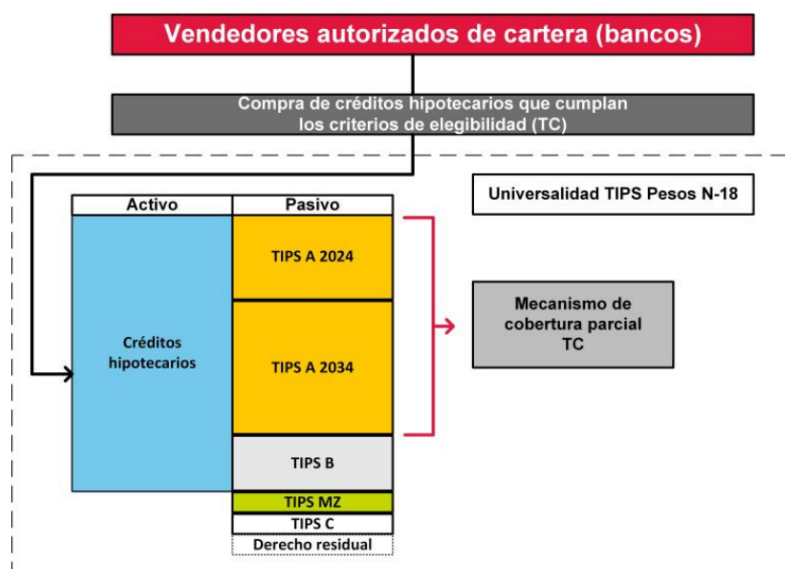 Vendedores autorizados de cartera (bancos)
Compra de créditos hipotecarios que cumplan
los criterios de elegibilidad (TC)
Universalidad TIPS Pesos N-18
Activo
Pasivo
TIPS A 2024
Mecanismo de
cobertura parcial
TC
Créditos
hipotecarios
TIPS A 2034
TIPS B
TIPS MZ
TIPS C
Derecho residual